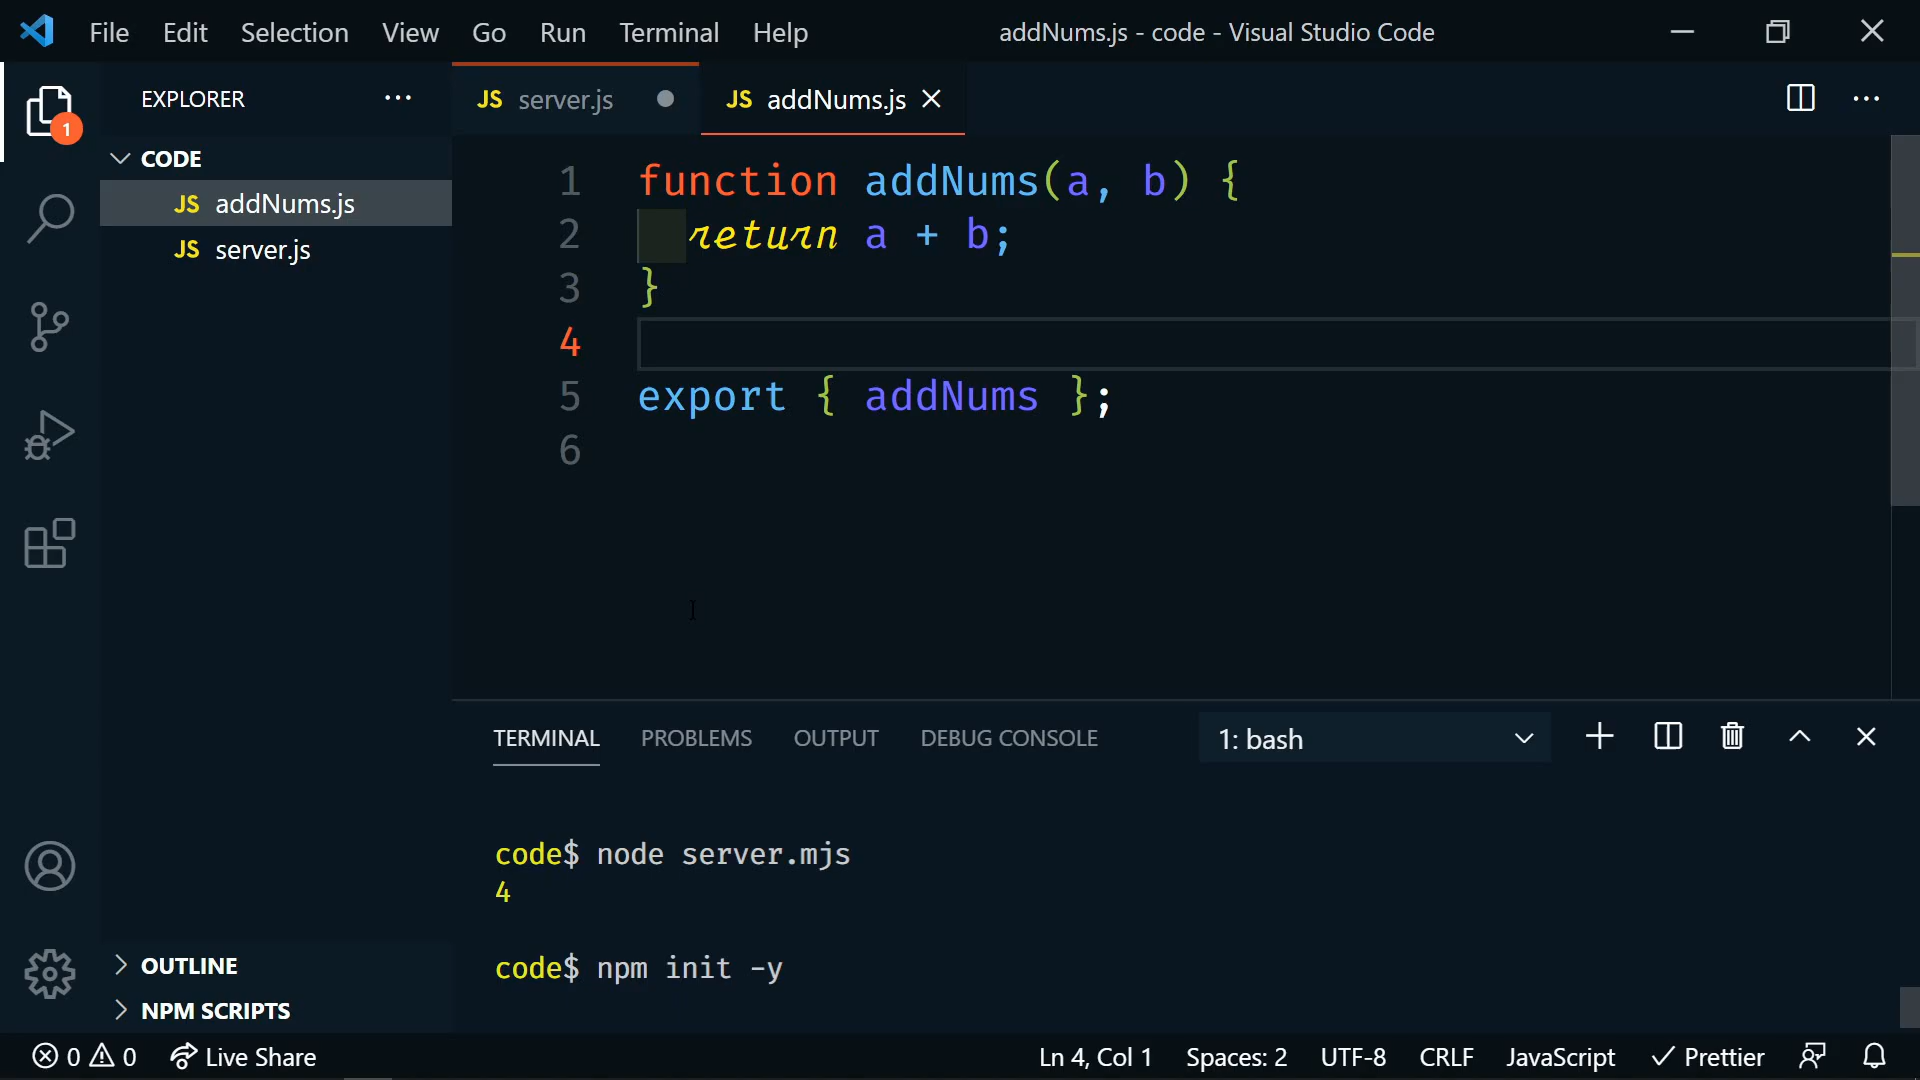 File Edit Selection View Go Run Terminal Help addNums.js - code - Visual Studio Code
EXPLORER
JS server.js
JS addNums.js
1
CODE
JS addNums.js
JS server.js
1 function addNums(a, b) {
2 return a + b;
3 }
4
5 export { addNums };
6
TERMINAL PROBLEMS OUTPUT DEBUG CONSOLE 1: bash
code$ node server.mjs
4
code$ npm init -y
OUTLINE
NPM SCRIPTS
0 0 Live Share Ln 4, Col 1 Spaces: 2 UTF-8 CRLF JavaScript Prettier